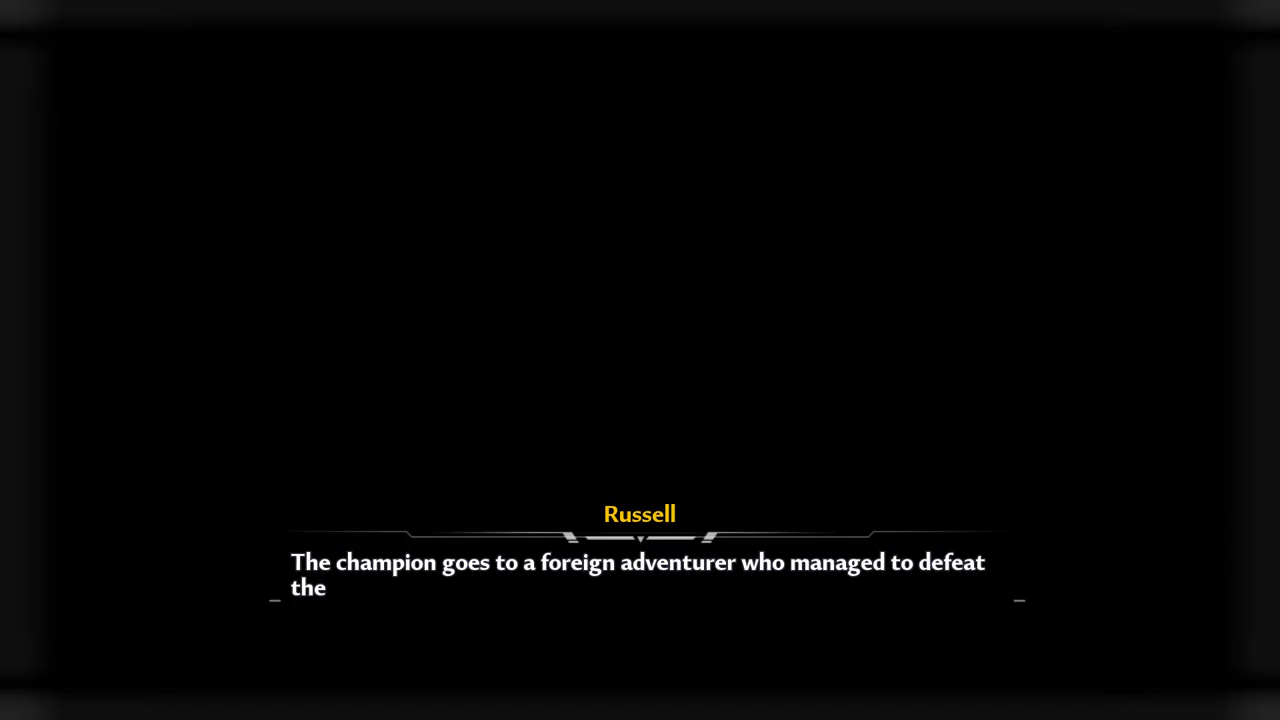 Russell
The champion goes to a foreign adventurer who managed to defeat
the